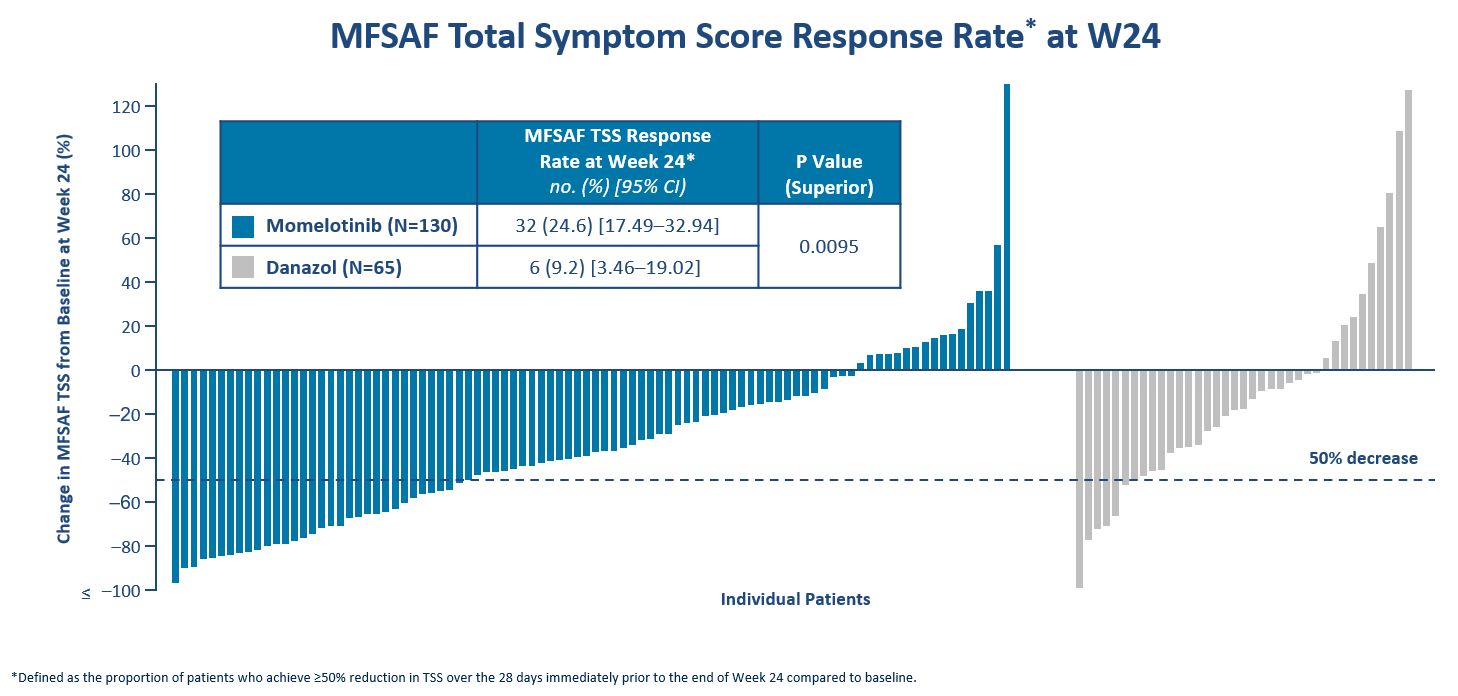 MFSAF Total Symptom Score Response Rate* at W24
Change in MFSAF TSS from Baseline at Week 24 (%)
120
100
80
60
40
20
0
–20
–40
–60
–80
≤ –100
MFSAF TSS Response
Rate at Week 24*
no. (%) [95% CI)
P Value
(Superior)
Momelotinib (N=130)
32 (24.6) [17.49–32.94]
0.0095
Danazol (N=65)
6 (9.2) [3.46–19.02]
50% decrease
Individual Patients
*Defined as the proportion of patients who achieve ≥50% reduction in TSS over the 28 days immediately prior to the end of Week 24 compared to baseline.